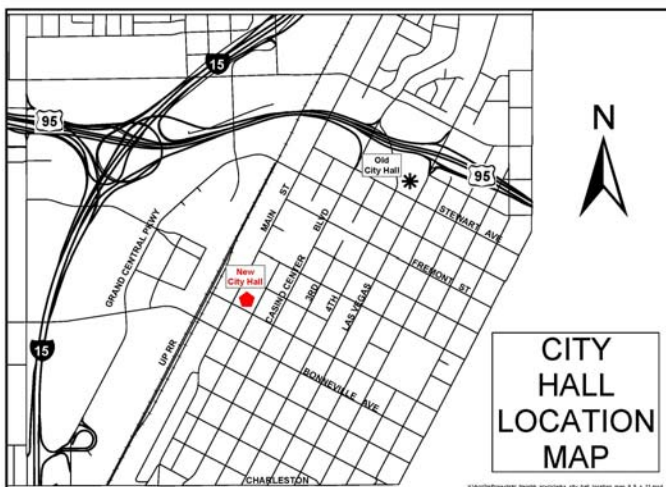 15
95
Old
City Hall
95
N
MAIN ST
BLVD
STEWART AVE
GRAND CENTRAL PKWY
FREMONT ST
New
City Hall
CASINO CENTER
3RD
4TH
LAS VEGAS
15
UP RR
BONNEVILLE AVE
CITY
HALL
LOCATION
MAP
CHARLESTON